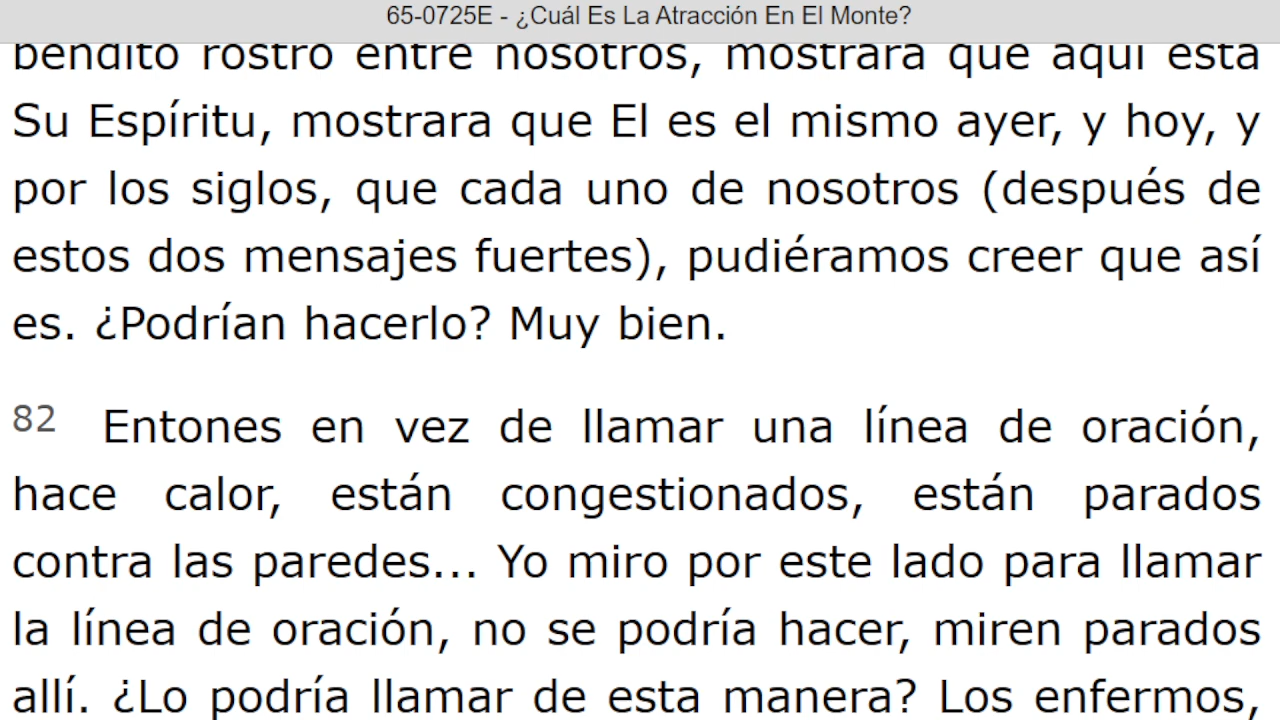 65-0725E - ¿Cuál Es La Atracción En El Monte?
bendito rostro entre nosotros, mostrara que aquí está
Su Espíritu, mostrara que El es el mismo ayer, y hoy, y
por los siglos, que cada uno de nosotros (después de
estos dos mensajes fuertes), pudiéramos creer que así
es. ¿Podrían hacerlo? Muy bien.
82 Entones en vez de llamar una línea de oración,
hace calor, están congestionados, están parados
contra las paredes... Yo miro por este lado para llamar
la línea de oración, no se podría hacer, miren parados
allí. ¿Lo podría llamar de esta manera? Los enfermos,